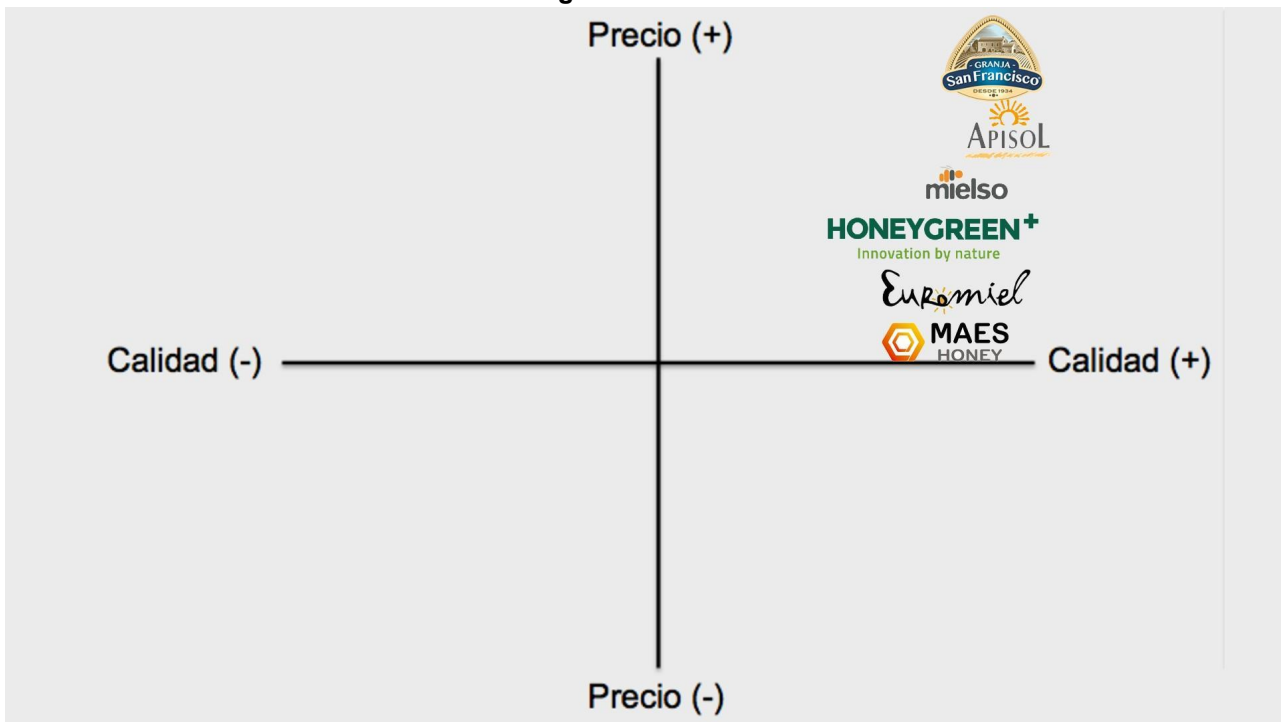 Precio (+)
- GRANJA -
San Francisco
DESDE 1934
APISOL
mielso
HONEYGREEN+
Innovation by nature
Euromiel
MAES
HONEY
Calidad (-)
Calidad (+)
Precio (-)